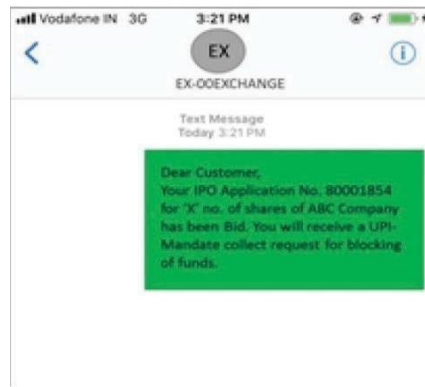 Vodafone IN 3G 3:21 PM
EX
EX-OOEXCHANGE
Text Message
Today 3:21 PM
Dear Customer,
Your IPO Application No. 80001854
for 'X' no. of shares of ABC Company
has been Bid. You will receive a UPI-
Mandate collect request for blocking
of funds.